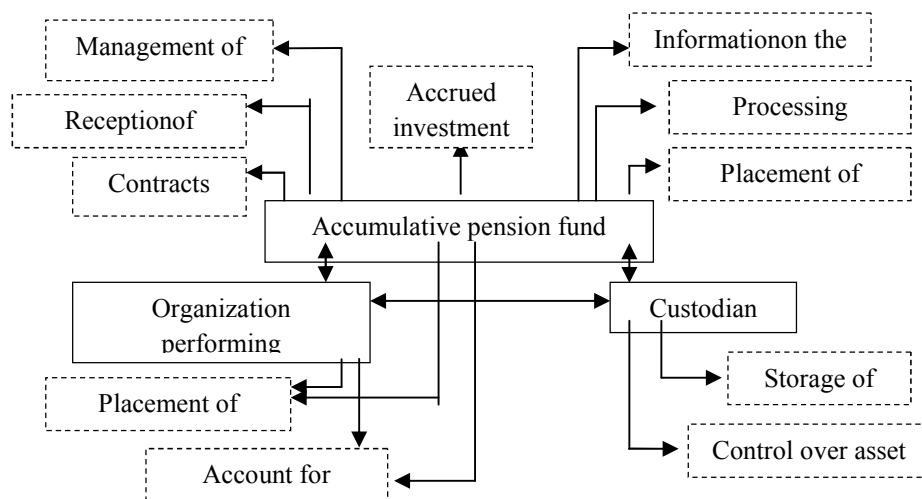 Management of
Informationon the
Accrued
investment
Receptionof
Processing
Contracts
Placement of
Accumulative pension fund
Organization
performing
Custodian
Placement of
Storage of
Account for
Control over asset